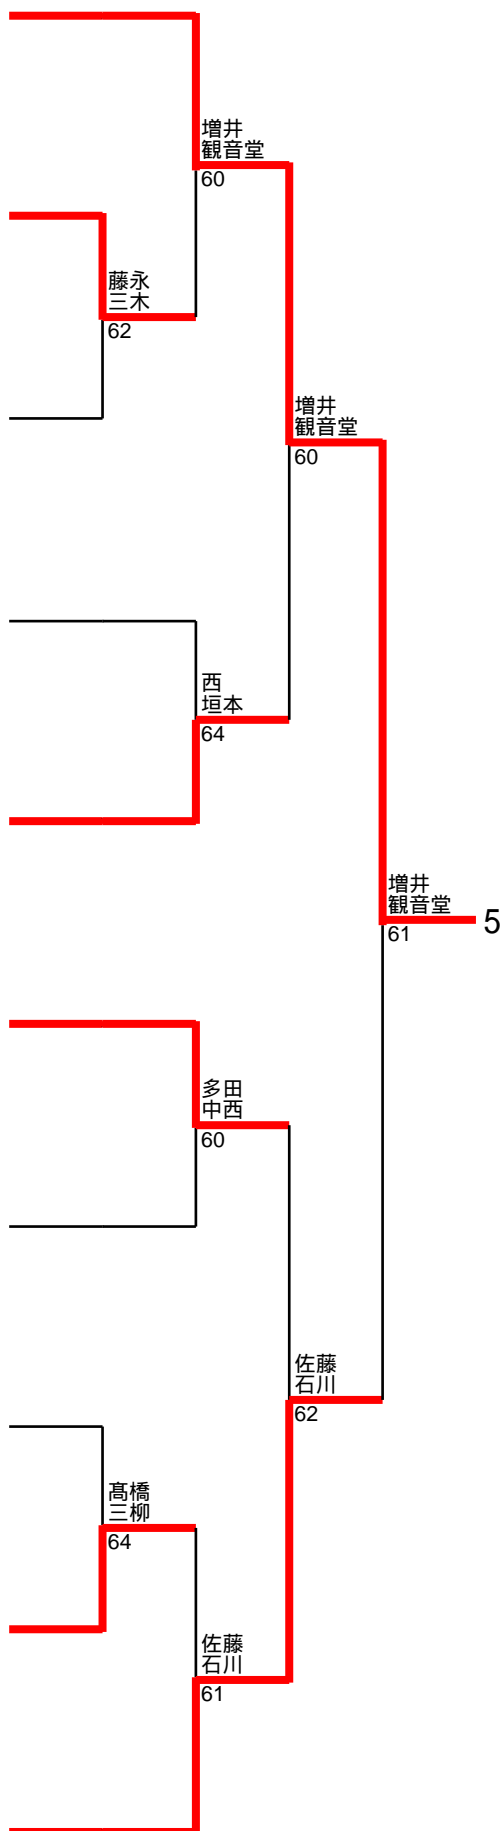 増井
観音堂
60
藤永
三木
62
増井
観音堂
60
西
垣本
64
増井
観音堂
61
5
多田
中西
60
佐藤
石川
62
髙橋
三柳
64
佐藤
石川
61